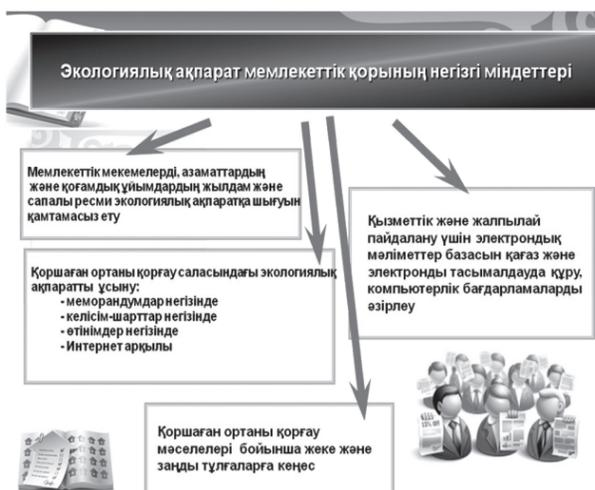 Экологиялық ақпарат мемлекеттік қорының негізгі міндеттері
Мемлекеттік мекемелерді, азаматтардың
және қоғамдық ұйымдардың жылдам және
сапалы ресми экологиялық ақпаратқа шығуын
қамтамасыз ету
Қоршаған ортаны қорғау саласындағы экологиялық
ақпаратты ұсыну:
- меморандумдар негізінде
- келісім-шарттар негізінде
- өтінімдер негізінде
- Интернет арқылы
Қызметтік және жалпылай
пайдалану үшін электрондық
мәліметтер базасын қағаз және
электронды тасымалдауда құру,
компьютерлік бағдарламаларды
әзірлеу
Қоршаған ортаны қорғау
мәселелері бойынша жеке және
заңды тұлғаларға кеңес